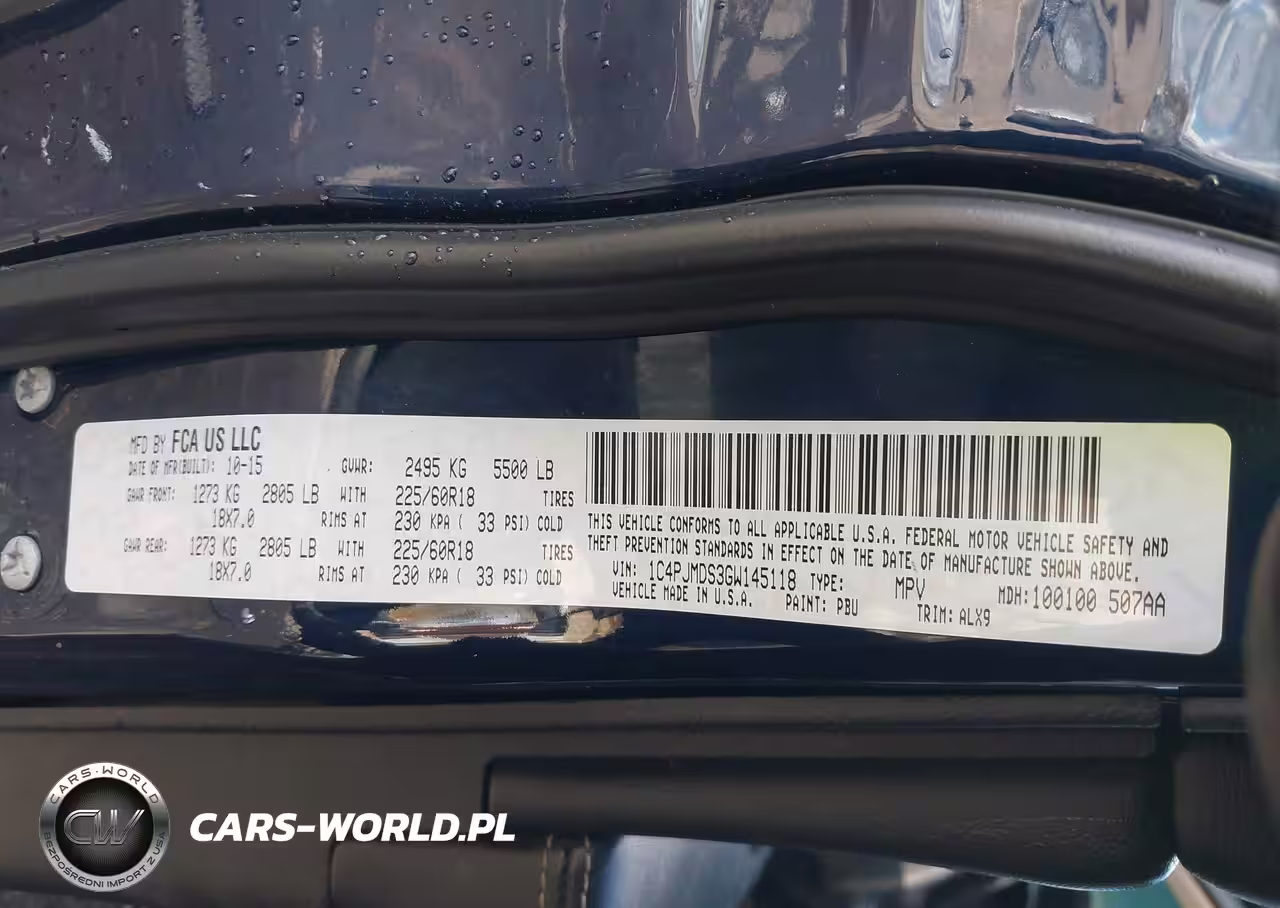 MFD BY FCA US LLC
DATE OF MFR(BUILT): 10-15
GVWR: 2495 KG 5500 LB
GAWR FRONT: 1273 KG 2805 LB WITH 225/60R18 TIRES
18X7.0 RIMS AT 230 KPA ( 33 PSI) COLD
GAWR REAR: 1273 KG 2805 LB WITH 225/60R18 TIRES
18X7.0 RIMS AT 230 KPA ( 33 PSI) COLD
THIS VEHICLE CONFORMS TO ALL APPLICABLE U.S.A. FEDERAL MOTOR VEHICLE SAFETY AND
THEFT PREVENTION STANDARDS IN EFFECT ON THE DATE OF MANUFACTURE SHOWN ABOVE.
VIN: 1C4PJMDS3GW145118 TYPE: MPV MDH:100100 507AA
VEHICLE MADE IN U.S.A. PAINT: PBU TRIM: ALX9
CARS-WORLD
CW
BEZPOŚREDNI IMPORT Z USA
CARS-WORLD.PL